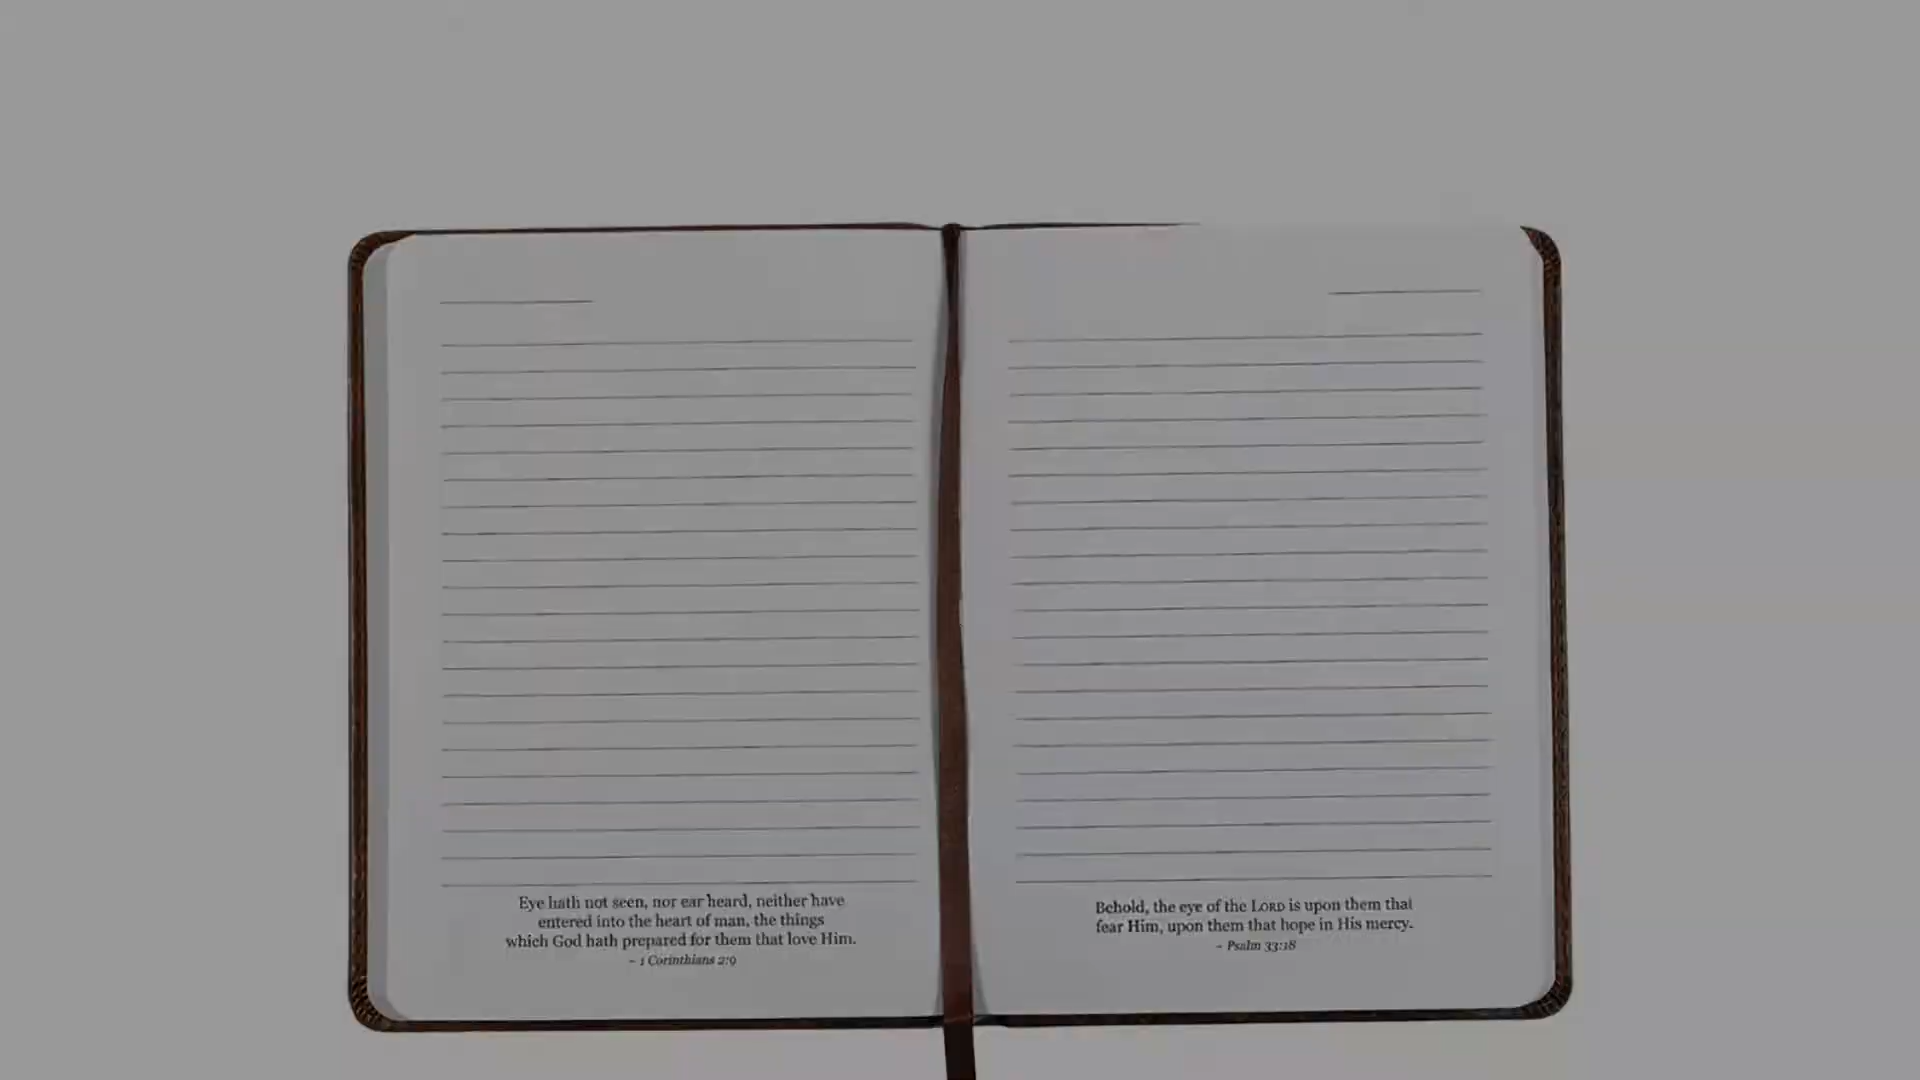 Eye hath not seen, nor ear heard, neither have
entered into the heart of man, the things
which God hath prepared for them that love Him.
~ 1 Corinthians 2:9
Behold, the eye of the LORD is upon them that
fear Him, upon them that hope in His mercy.
~ Psalm 33:18